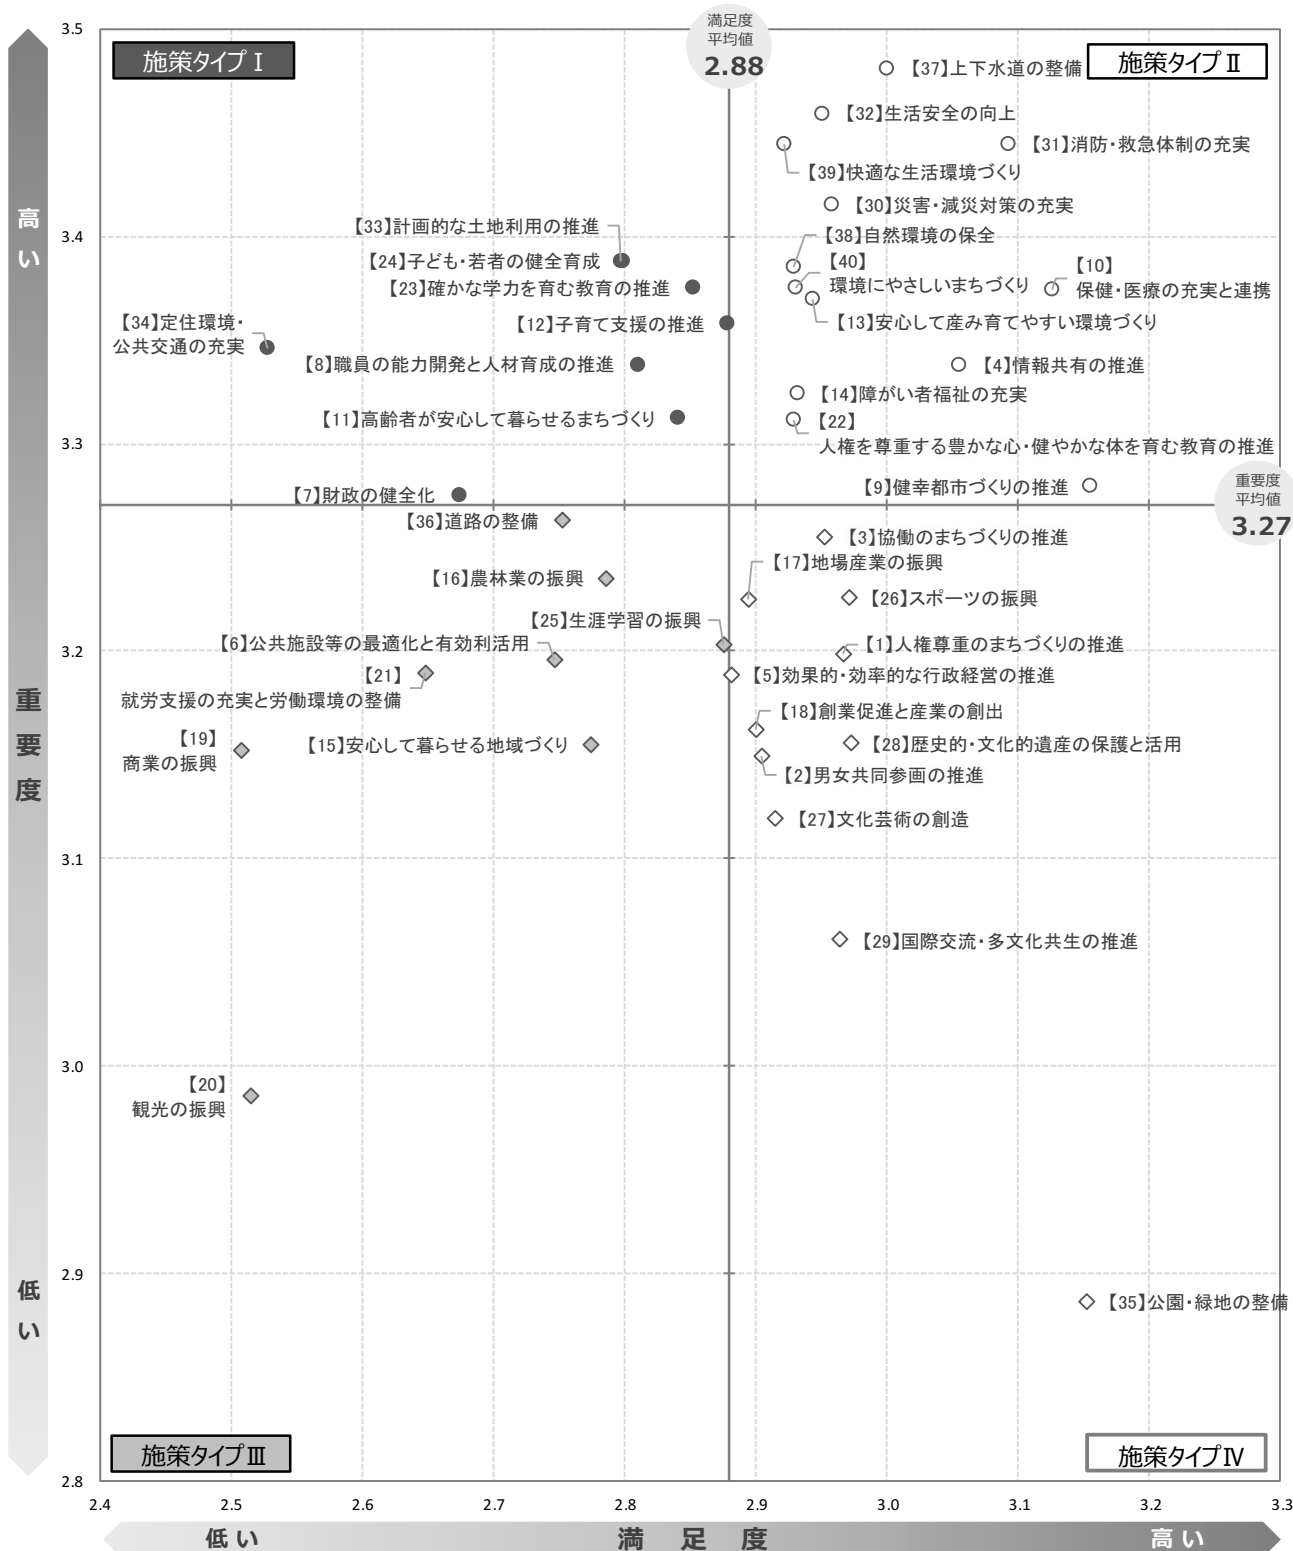 満足度
平均値
2.88
施策タイプⅠ
施策タイプⅡ
3.5
【37】上下水道の整備
【32】生活安全の向上
【31】消防・救急体制の充実
【39】快適な生活環境づくり
【30】災害・減災対策の充実
【33】計画的な土地利用の推進
【38】自然環境の保全
3.4
高い
【24】子ども・若者の健全育成
【40】
環境にやさしいまちづくり
【10】
保健・医療の充実と連携
【23】確かな学力を育む教育の推進
【34】定住環境・
公共交通の充実
【12】子育て支援の推進
【13】安心して産み育てやすい環境づくり
【8】職員の能力開発と人材育成の推進
【4】情報共有の推進
【14】障がい者福祉の充実
【11】高齢者が安心して暮らせるまちづくり
【22】
人権を尊重する豊かな心・健やかな体を育む教育の推進
3.3
【9】健幸都市づくりの推進
重要度
平均値
3.27
【7】財政の健全化
【36】道路の整備
【3】協働のまちづくりの推進
【17】地場産業の振興
【16】農林業の振興
【26】スポーツの振興
【25】生涯学習の振興
【6】公共施設等の最適化と有効利活用
【1】人権尊重のまちづくりの推進
3.2
【21】
就労支援の充実と労働環境の整備
【5】効果的・効率的な行政経営の推進
重要度
【18】創業促進と産業の創出
【19】
商業の振興
【15】安心して暮らせる地域づくり
【28】歴史的・文化的遺産の保護と活用
【2】男女共同参画の推進
【27】文化芸術の創造
3.1
【29】国際交流・多文化共生の推進
3.0
【20】
観光の振興
2.9
低い
【35】公園・緑地の整備
施策タイプⅢ
施策タイプⅣ
2.8
2.4 2.5 2.6 2.7 2.8 2.9 3.0 3.1 3.2 3.3
低い 満足度 高い